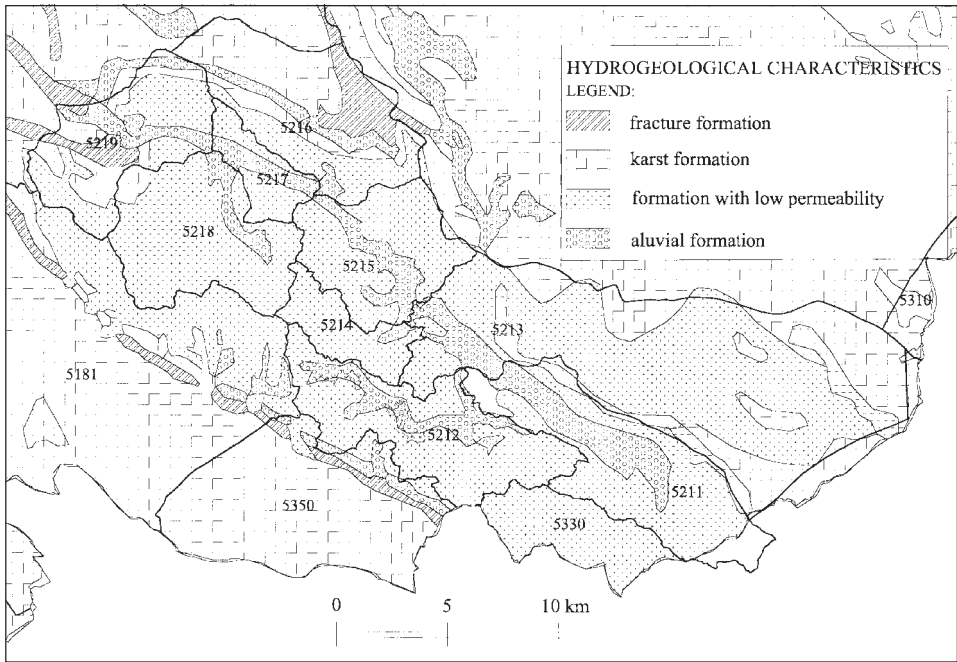 HYDROGEOLOGICAL CHARACTERISTICS
LEGEND:
fracture formation
karst formation
formation with low permeability
aluvial formation
5216
5219
5217
5218
5215
5310
5214
5213
5181
5212
5211
5350
5330
0 5 10 km